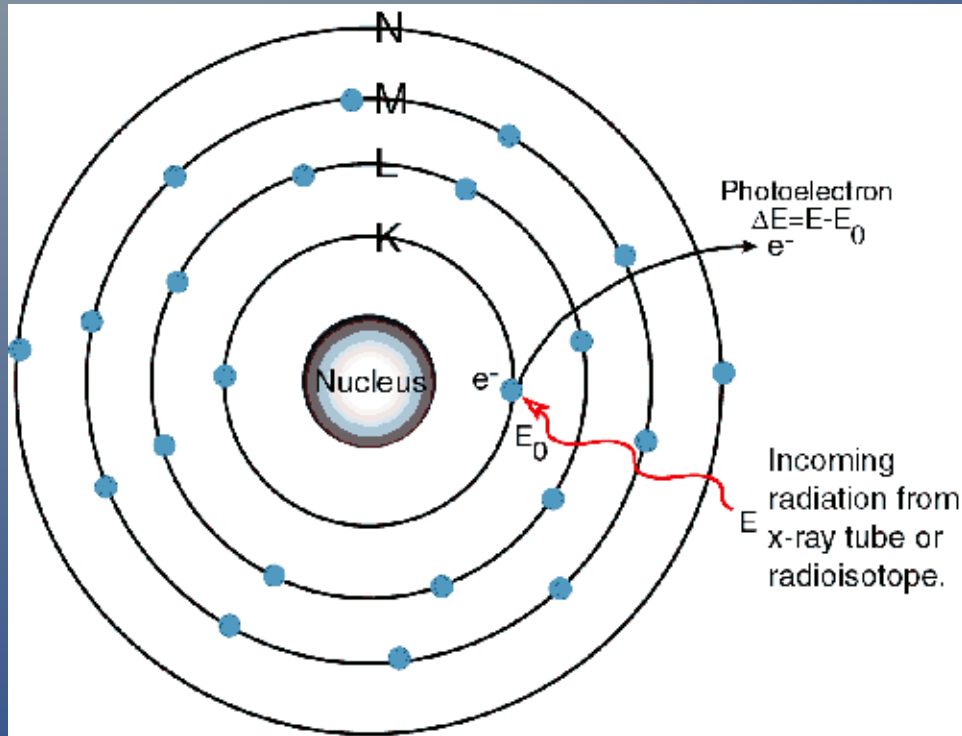 N
M
L
K
Nucleus
e-
E0
Photoelectron
ΔE=E-E0
e-
E
Incoming
radiation from
x-ray tube or
radioisotope.